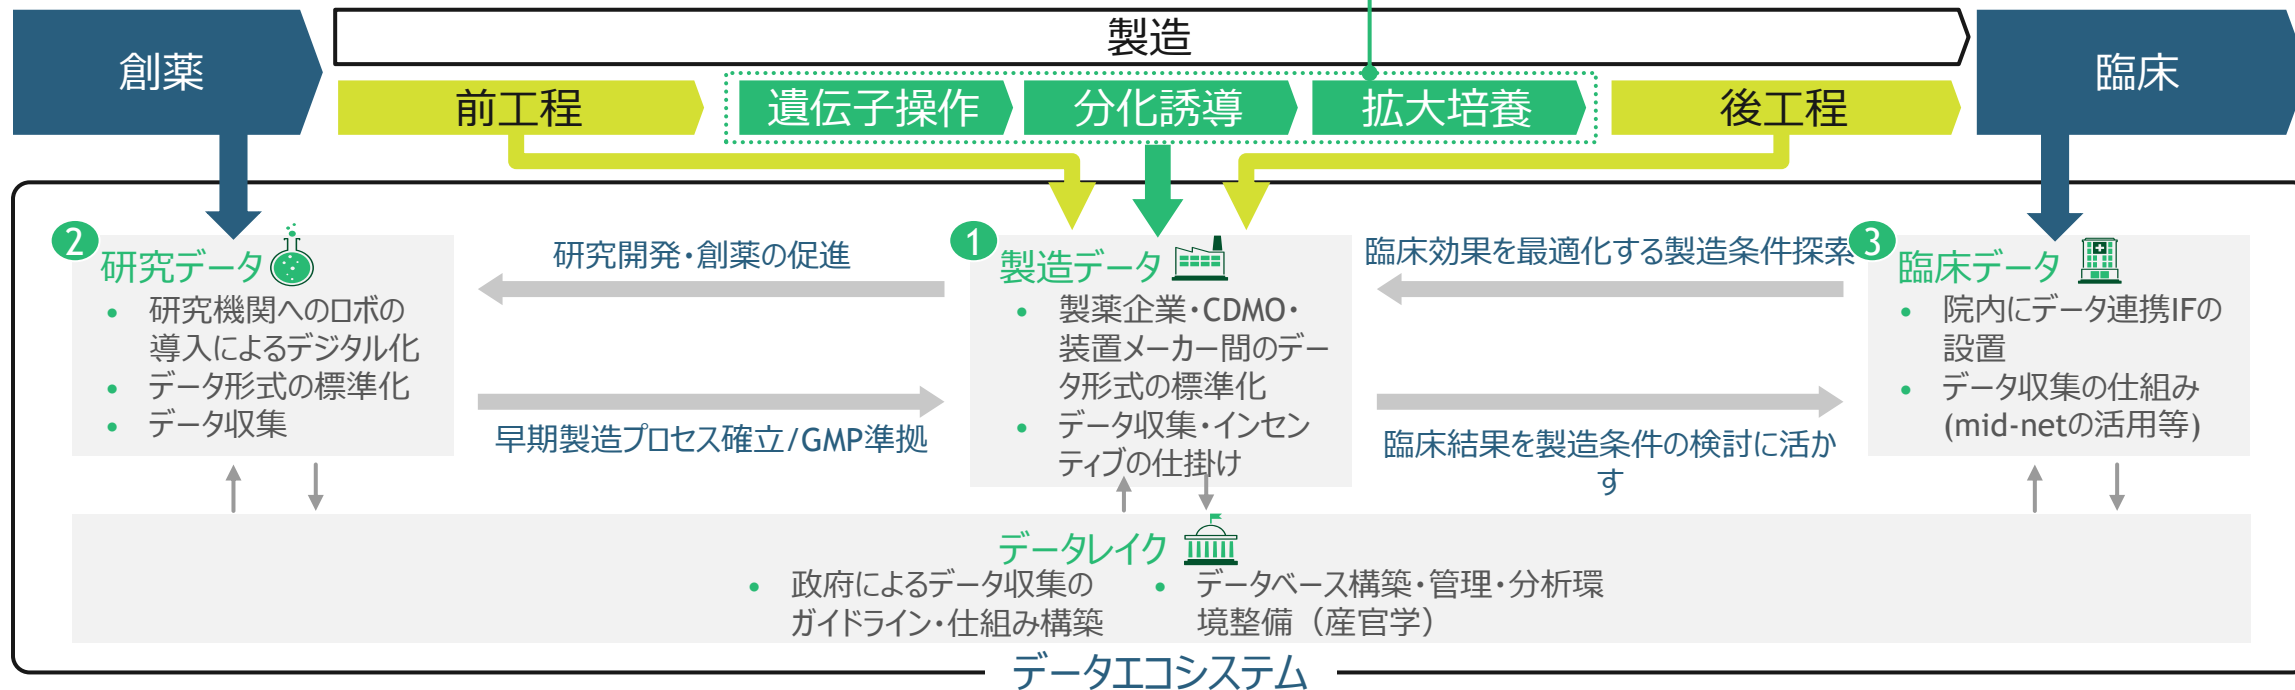 製造
創薬
臨床
前工程
遺伝子操作
分化誘導
拡大培養
後工程
2
研究データ
• 研究機関へのロボの
導入によるデジタル化
• データ形式の標準化
• データ収集
研究開発・創薬の促進
早期製造プロセス確立/GMP準拠
1
製造データ
• 製薬企業・CDMO・
装置メーカー間のデー
タ形式の標準化
• データ収集・インセン
ティブの仕掛け
臨床効果を最適化する製造条件探索
臨床結果を製造条件の検討に活か
す
3
臨床データ
• 院内にデータ連携IFの
設置
• データ収集の仕組み
(mid-netの活用等)
データレイク
• 政府によるデータ収集の
ガイドライン・仕組み構築
• データベース構築・管理・分析環
境整備（産官学）
データエコシステム